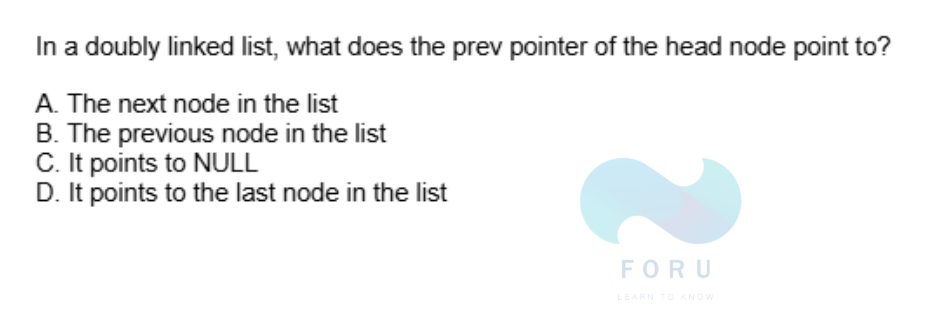 In a doubly linked list, what does the prev pointer of the head node point to?
A. The next node in the list
B. The previous node in the list
C. It points to NULL
D. It points to the last node in the list
FORU
LEARN TO KNOW